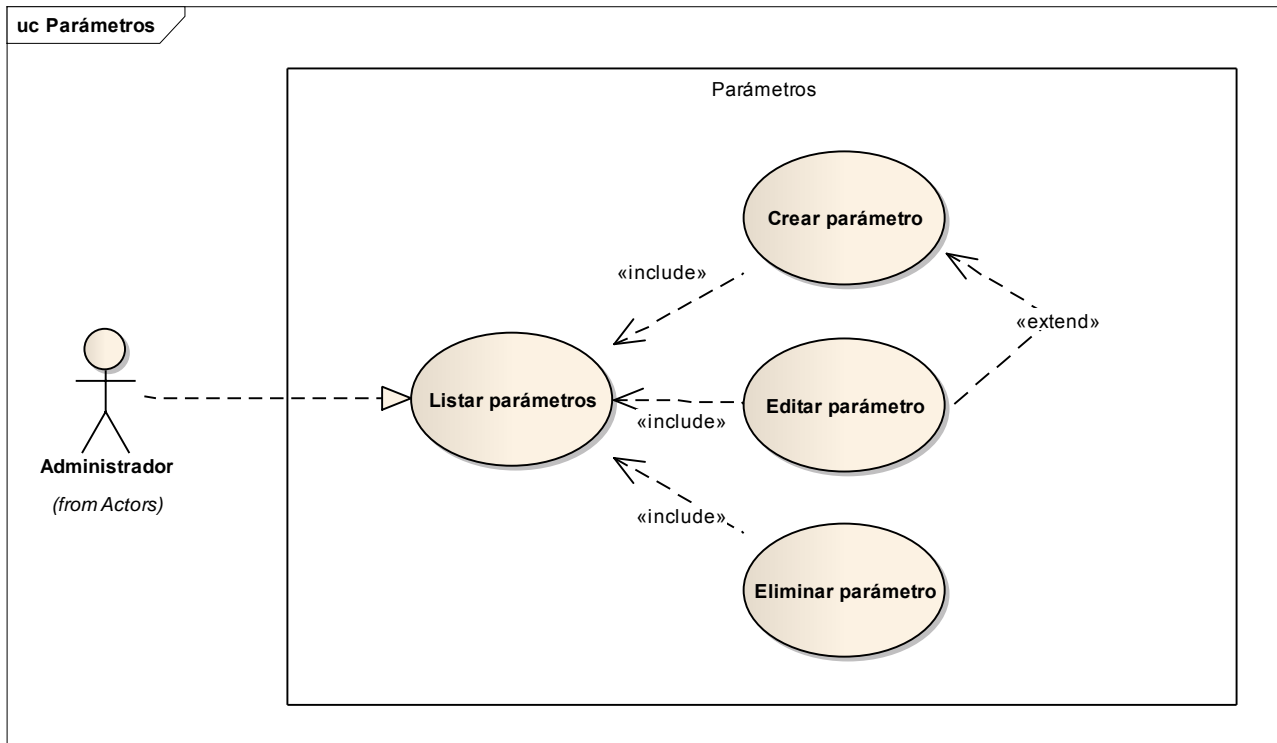 uc Parámetros
Parámetros
Crear parámetro
«include»
«extend»
Listar parámetros
Editar parámetro
«include»
Administrador
(from Actors)
«include»
Eliminar parámetro